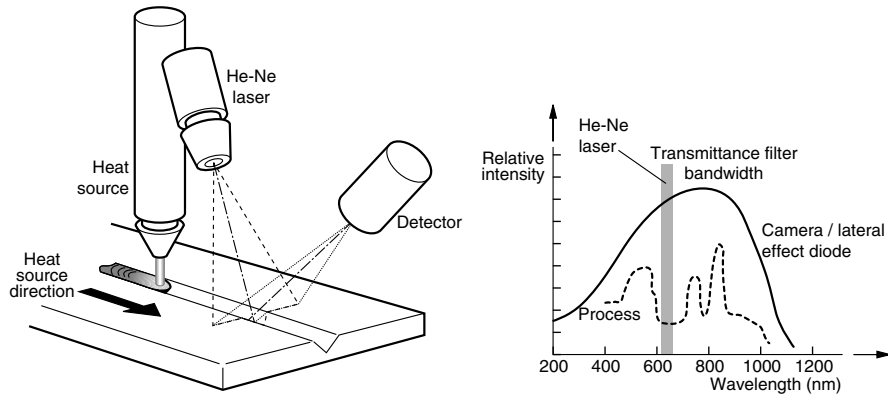 He-Ne
laser
Heat
source
Detector
Heat
source
direction
He-Ne
laser
Relative
intensity
Transmittance filter
bandwidth
Camera / lateral
effect diode
Process
200 400 600 800 1000 1200
Wavelength (nm)